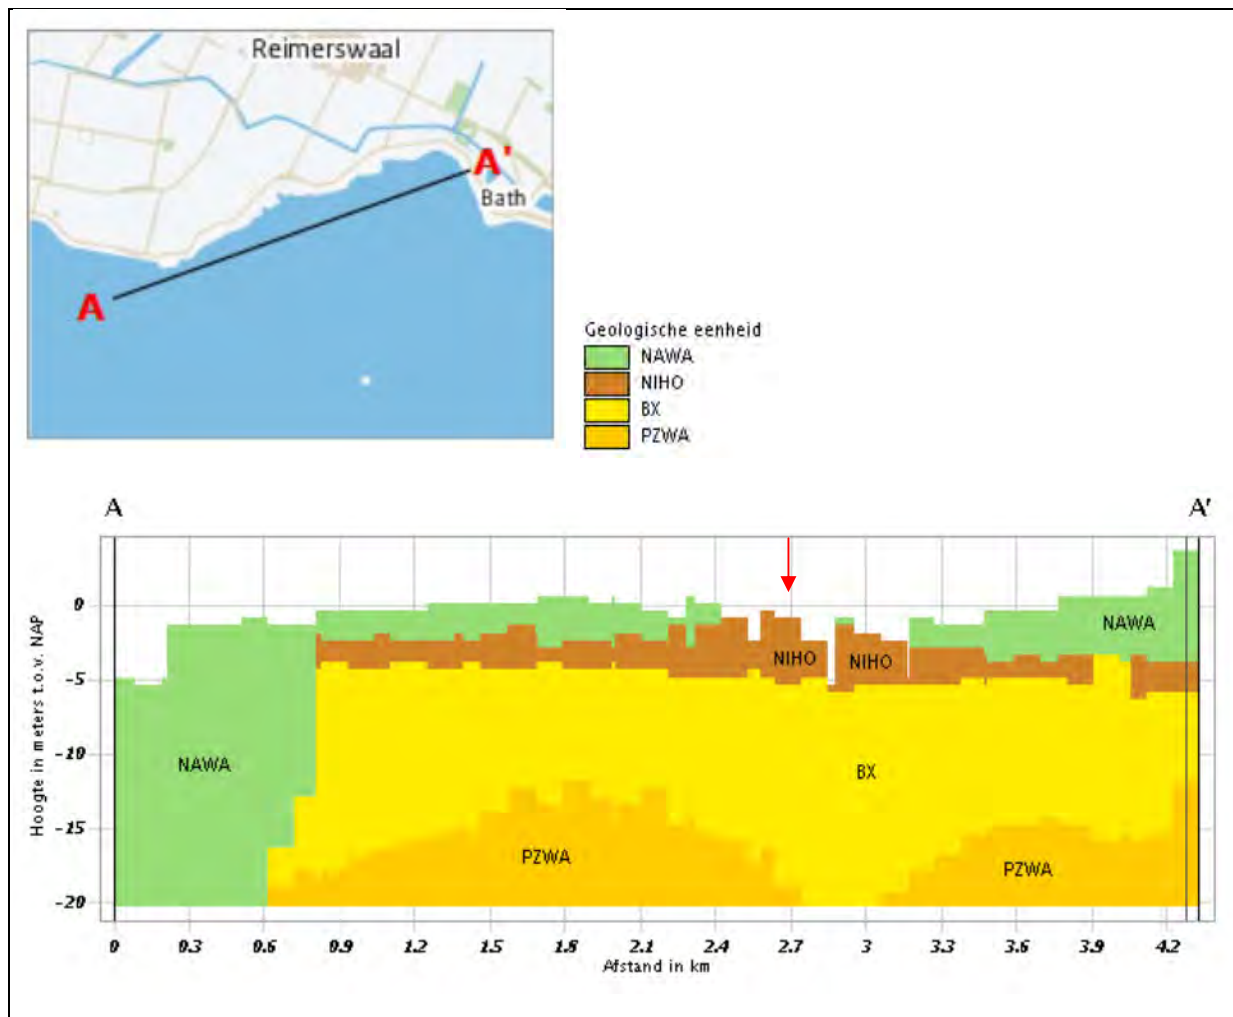 Reimerswaal
A'
Bath
A
Geologische eenheid
NAWA
NIHO
BX
PZWA
A A'
Hoogte in meters t.o.v. NAP
0
-5
-10
-15
-20
NAWA
NIHO NIHO
NAWA
BX
PZWA
PZWA
0 0.3 0.6 0.9 1.2 1.5 1.8 2.1 2.4 2.7 3 3.3 3.6 3.9 4.2
Afstand in km